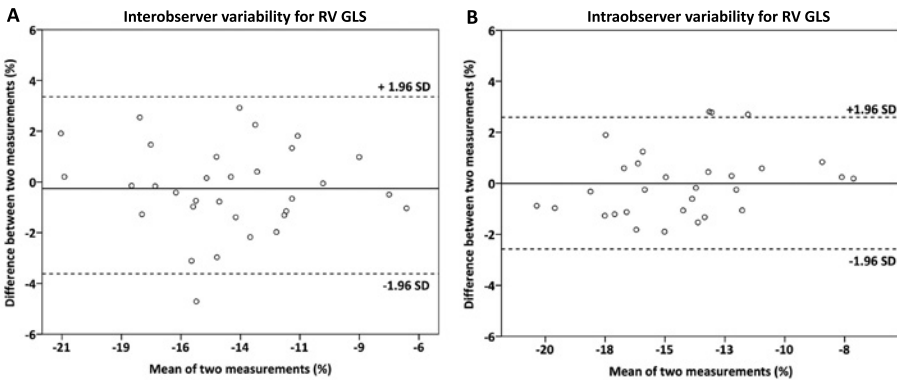 A
Interobserver variability for RV GLS
6
4
2
0
-2
-4
-6
Difference between two measurements (%)
+ 1.96 SD
-1.96 SD
-21
-19
-16
-14
-11
-9
-6
Mean of two measurements (%)
B
Intraobserver variability for RV GLS
6
4
2
0
-2
-4
-6
Difference between two measurements (%)
+1.96 SD
-1.96 SD
-20
-18
-15
-13
-10
-8
Mean of two measurements (%)